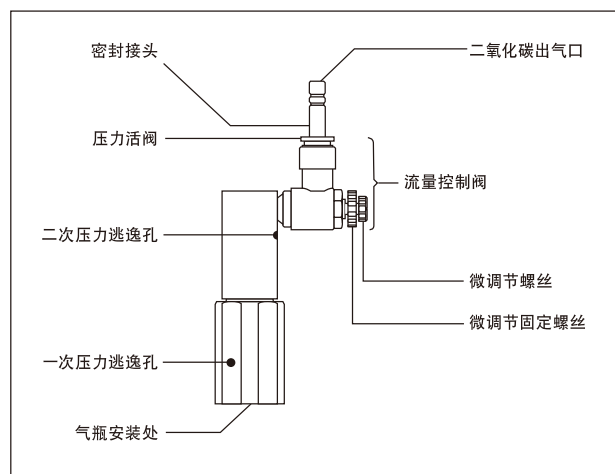 密封接头
二氧化碳出气口
压力活阀
流量控制阀
二次压力逃逸孔
微调节螺丝
微调节固定螺丝
一次压力逃逸孔
气瓶安装处